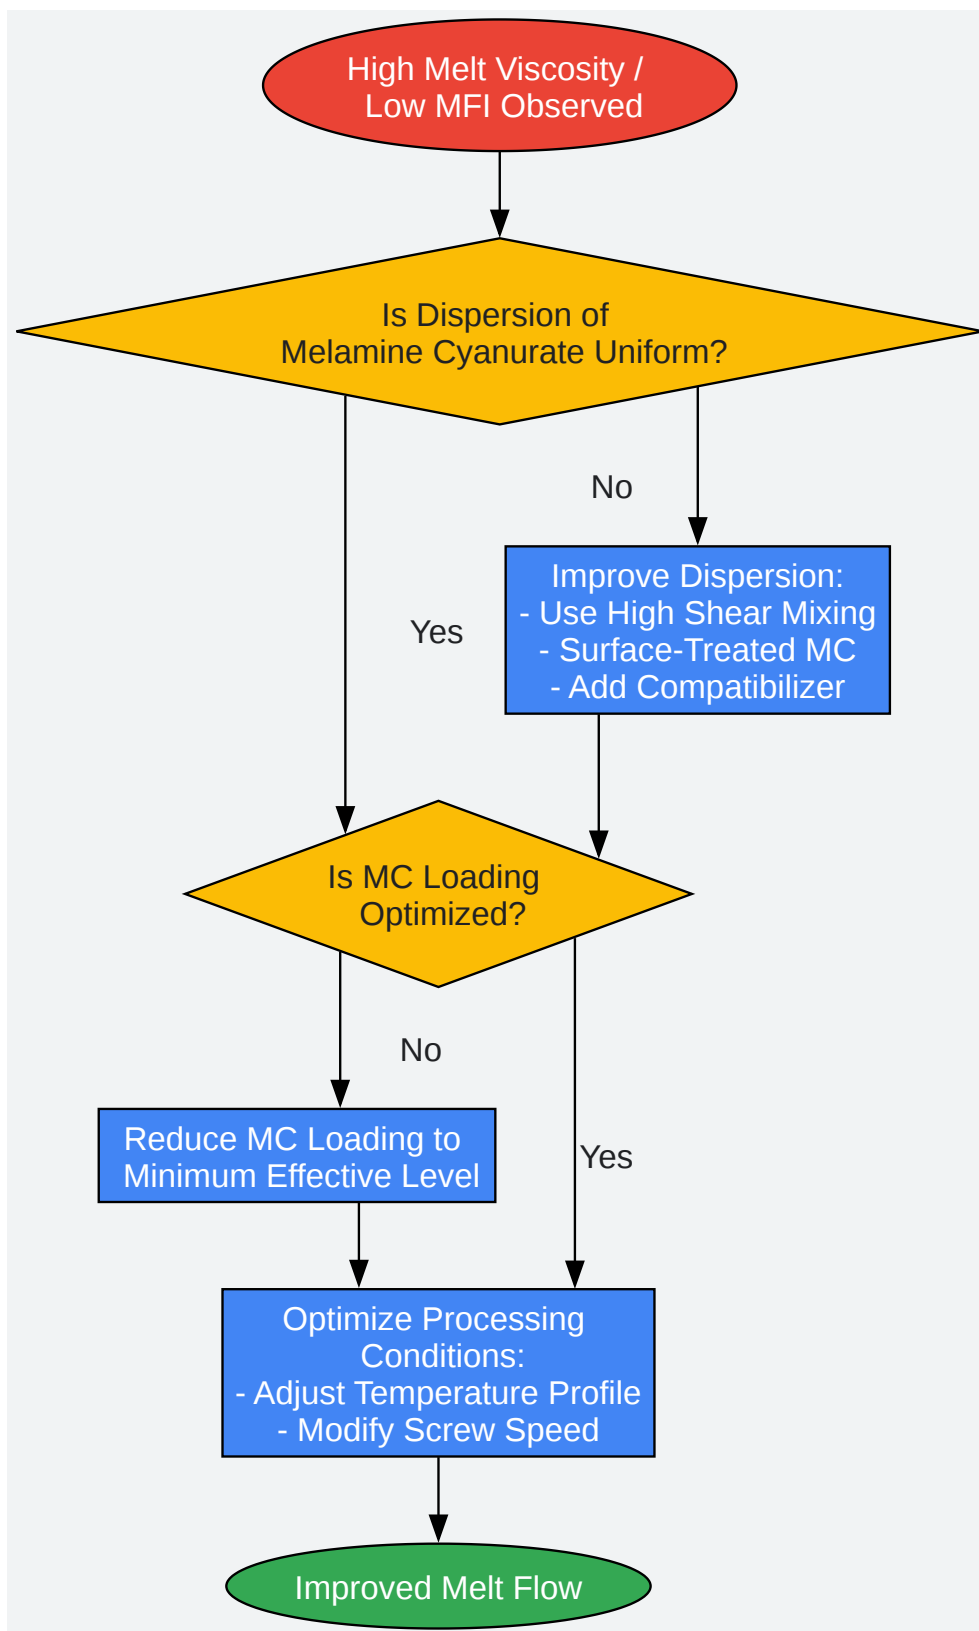 High Melt Viscosity /
Low MFI Observed
Is Dispersion of
Melamine Cyanurate Uniform?
No
Improve Dispersion:
- Use High Shear Mixing
- Surface-Treated MC
- Add Compatibilizer
Yes
Is MC Loading
Optimized?
No
Reduce MC Loading to
Minimum Effective Level
Yes
Optimize Processing
Conditions:
- Adjust Temperature Profile
- Modify Screw Speed
Improved Melt Flow